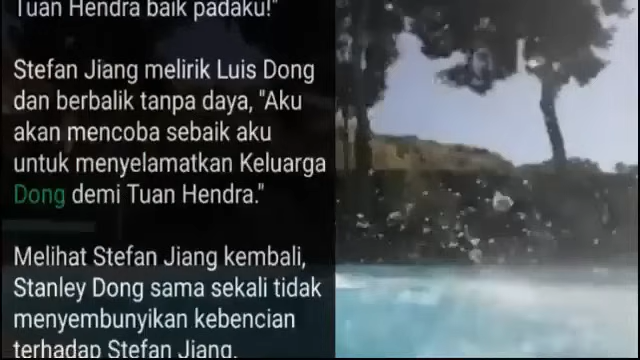 Tuan Hendra baik padaku!"
Stefan Jiang melirik Luis Dong
dan berbalik tanpa daya, "Aku
akan mencoba sebaik aku
untuk menyelamatkan Keluarga
Dong demi Tuan Hendra."
Melihat Stefan Jiang kembali,
Stanley Dong sama sekali tidak
menyembunyikan kebencian
terhadap Stefan Jiang.